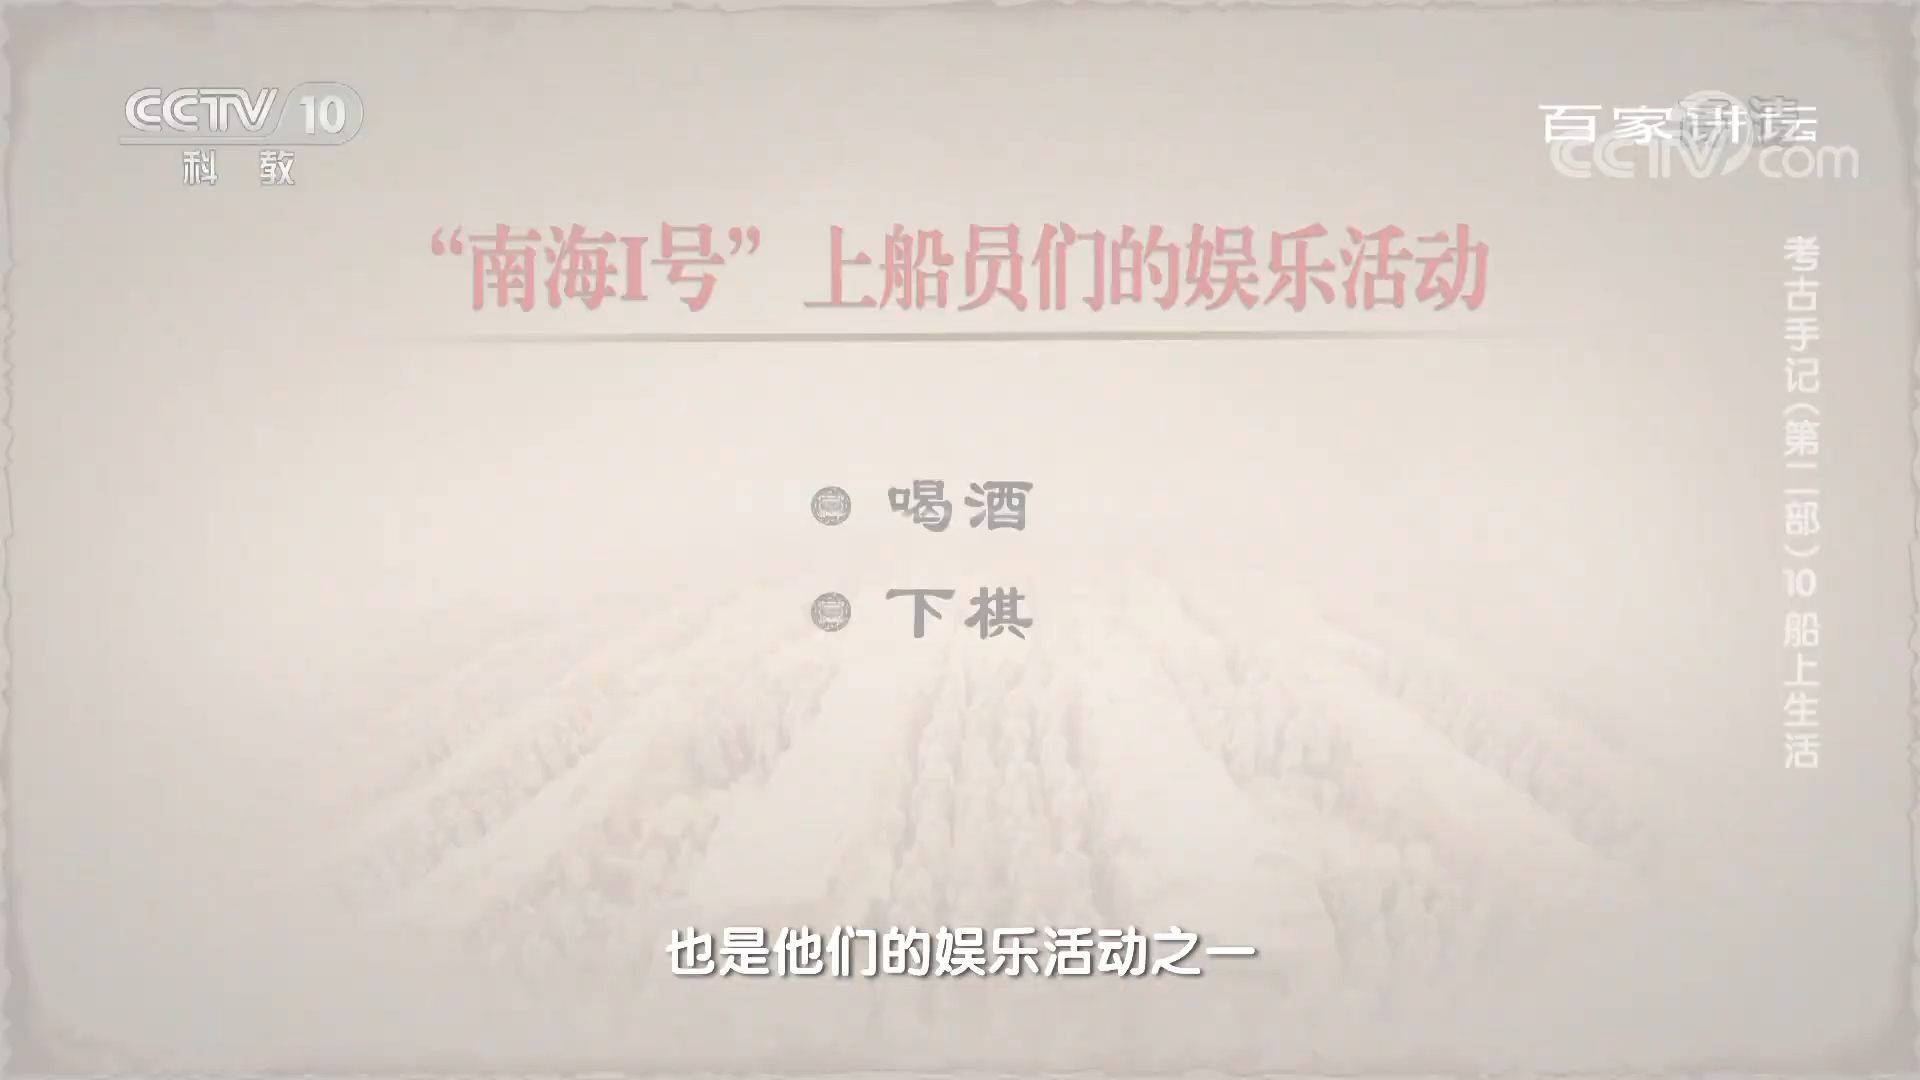 CCTV 10
科教
百家讲坛
CCTV.com
“南海I号”上船员们的娱乐活动
喝酒
下棋
考古手记（第二部）10 船上生活
也是他们的娱乐活动之一